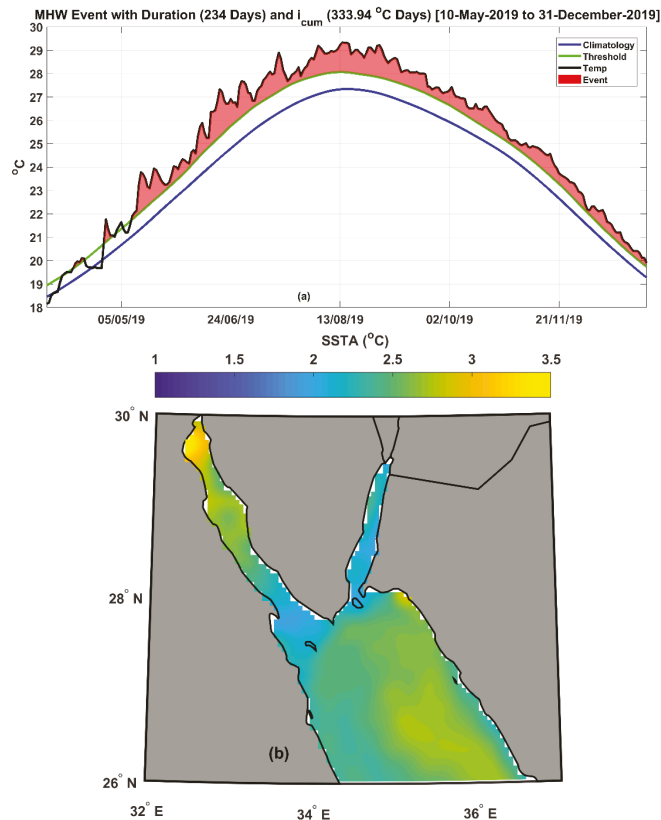 MHW Event with Duration (234 Days) and i_cum (333.94 °C Days) [10-May-2019 to 31-December-2019]
30
29
28
27
26
25
24
23
22
21
20
19
18
°C
Climatology
Threshold
Temp
Event
(a)
05/05/19 24/06/19 13/08/19 02/10/19 21/11/19
SSTA (°C)
1 1.5 2 2.5 3 3.5
30° N
28° N
26° N
(b)
32° E 34° E 36° E